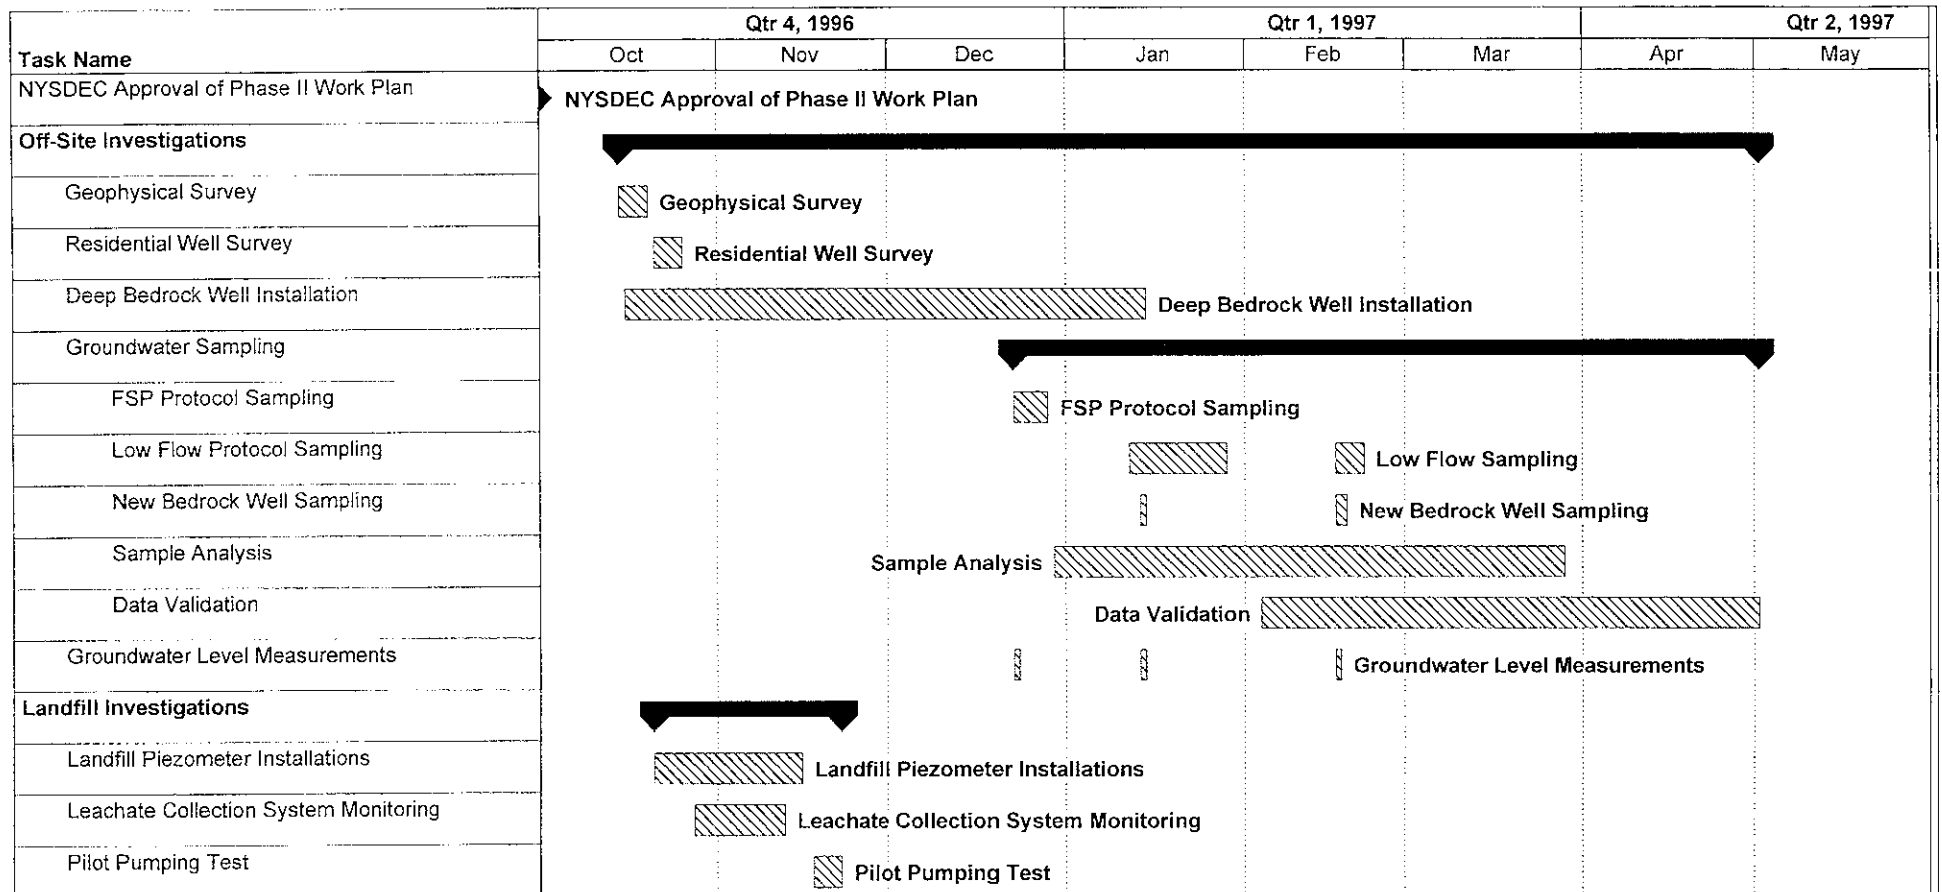 Qtr 4, 1996 Qtr 1, 1997 Qtr 2, 1997
Task Name Oct Nov Dec Jan Feb Mar Apr May
NYSDEC Approval of Phase II Work Plan NYSDEC Approval of Phase II Work Plan
Off-Site Investigations
Geophysical Survey Geophysical Survey
Residential Well Survey Residential Well Survey
Deep Bedrock Well Installation Deep Bedrock Well Installation
Groundwater Sampling
FSP Protocol Sampling FSP Protocol Sampling
Low Flow Protocol Sampling Low Flow Sampling
New Bedrock Well Sampling New Bedrock Well Sampling
Sample Analysis Sample Analysis
Data Validation Data Validation
Groundwater Level Measurements Groundwater Level Measurements
Landfill Investigations
Landfill Piezometer Installations Landfill Piezometer Installations
Leachate Collection System Monitoring Leachate Collection System Monitoring
Pilot Pumping Test Pilot Pumping Test